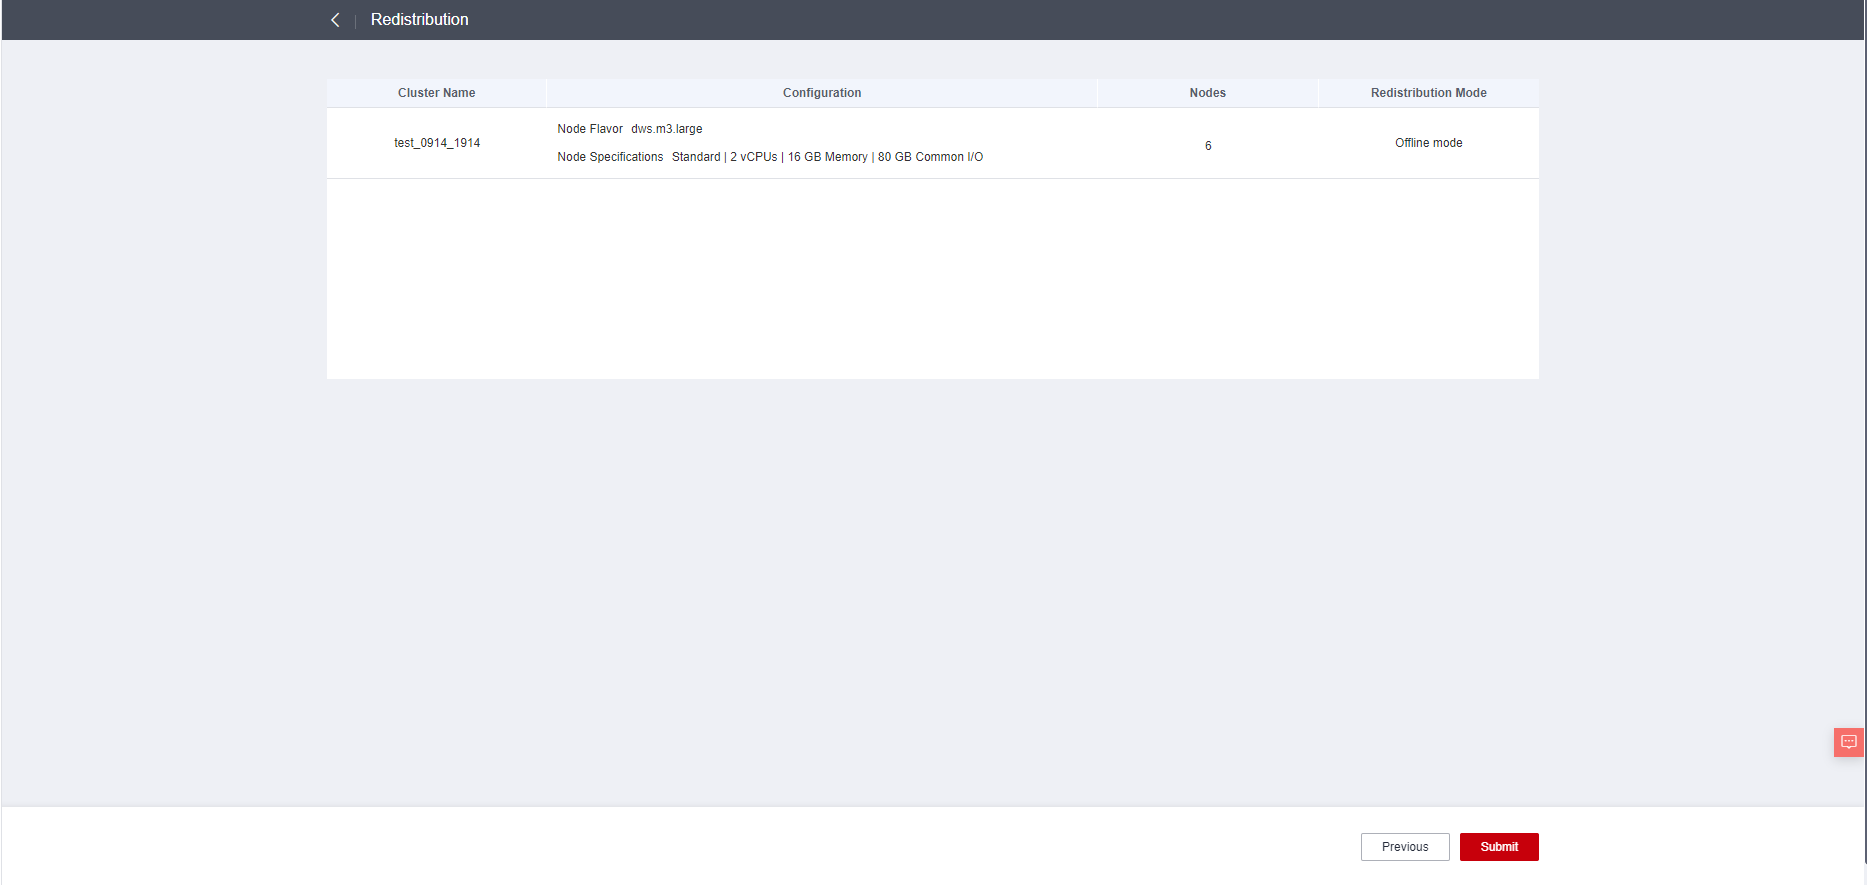 Redistribution
Cluster Name Configuration Nodes Redistribution Mode
test_0914_1914 Node Flavor dws.m3.large 6 Offline mode
Node Specifications Standard | 2 vCPUs | 16 GB Memory | 80 GB Common I/O
Previous Submit